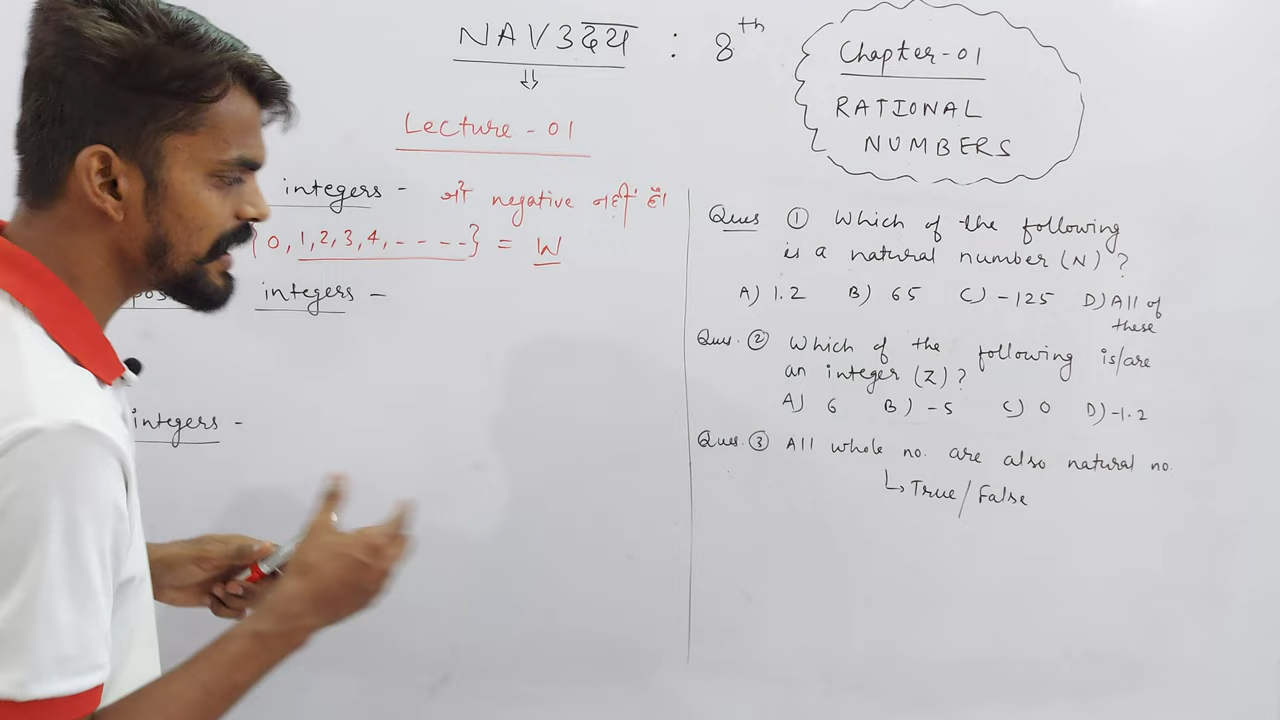 NAVउदय : 8th
Chapter-01
RATIONAL
NUMBERS
Lecture - 01
integers - जो negative नहीं हो
0, 1, 2, 3, 4, - - - - } = W
integers -
integers -
Ques ① Which of the following
is a natural number (N) ?
A) 1.2 B) 65 C) -125 D) All of
these
Ques. ② Which of the following is/are
an integer (Z) ?
A) 6 B) -5 C) 0 D) -1.2
Ques. ③ All whole no. are also natural no.
↳ True/False